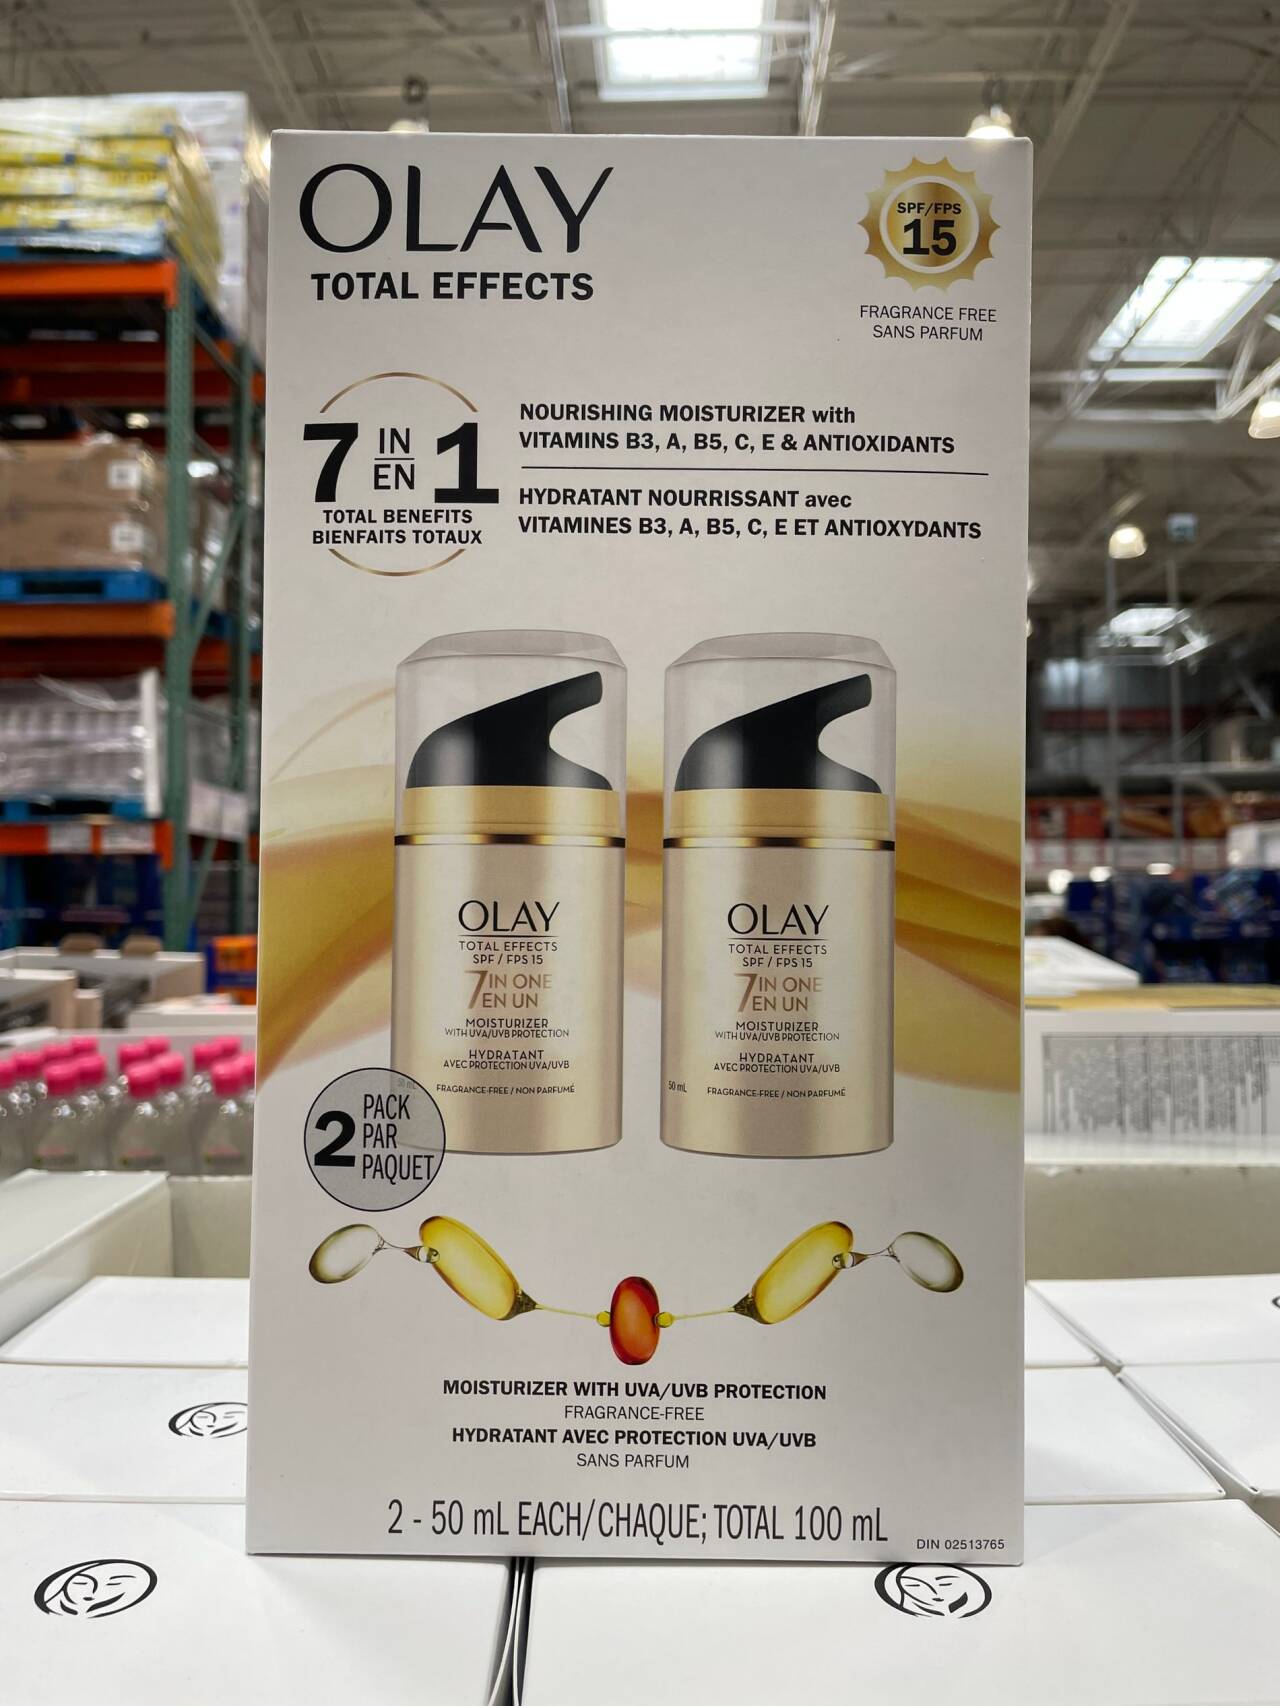 OLAY
TOTAL EFFECTS
SPF/FPS
15
FRAGRANCE FREE
SANS PARFUM
7 IN EN 1
TOTAL BENEFITS
BIENFAITS TOTAUX
NOURISHING MOISTURIZER with
VITAMINS B3, A, B5, C, E & ANTIOXIDANTS
HYDRATANT NOURRISSANT avec
VITAMINES B3, A, B5, C, E ET ANTIOXYDANTS
OLAY
TOTAL EFFECTS
SPF / FPS 15
7 IN ONE
EN UN
MOISTURIZER
WITH UVA/UVB PROTECTION
HYDRATANT
AVEC PROTECTION UVA/UVB
50 mL
FRAGRANCE-FREE / NON PARFUMÉ
OLAY
TOTAL EFFECTS
SPF / FPS 15
7 IN ONE
EN UN
MOISTURIZER
WITH UVA/UVB PROTECTION
HYDRATANT
AVEC PROTECTION UVA/UVB
50 mL
FRAGRANCE-FREE / NON PARFUMÉ
2 PACK
PAR
PAQUET
MOISTURIZER WITH UVA/UVB PROTECTION
FRAGRANCE-FREE
HYDRATANT AVEC PROTECTION UVA/UVB
SANS PARFUM
2 - 50 mL EACH/CHAQUE; TOTAL 100 mL
DIN 02513765